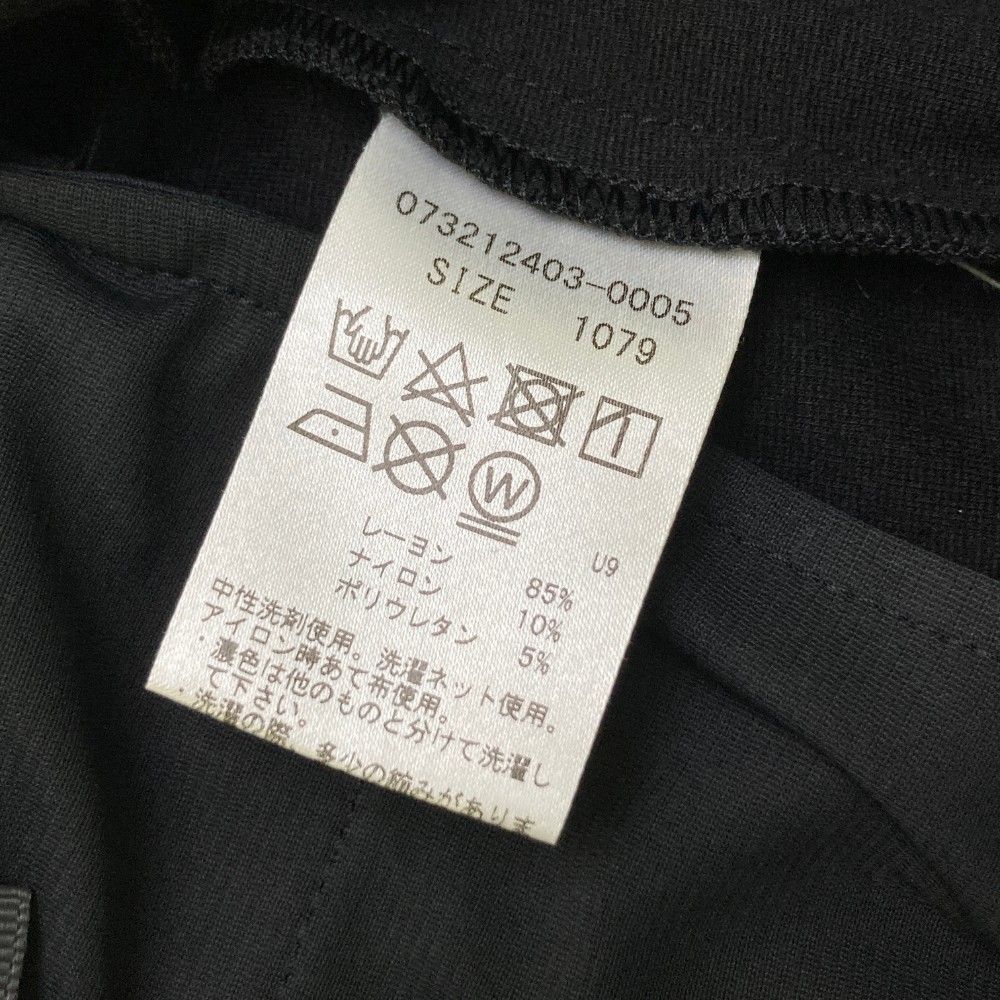 073212403-0005
SIZE 1079
W
U9
レーヨン 85%
ナイロン 10%
ポリウレタン 5%
中性洗剤使用。洗濯ネット使用。
アイロン時あて布使用。
・濃色は他のものと分けて洗濯し
て下さい。
・洗濯の際、多少の縮みがありま